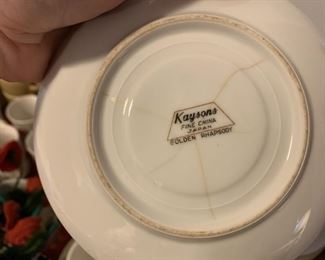 Kaysons
FINE CHINA
JAPAN
GOLDEN RHAPSODY